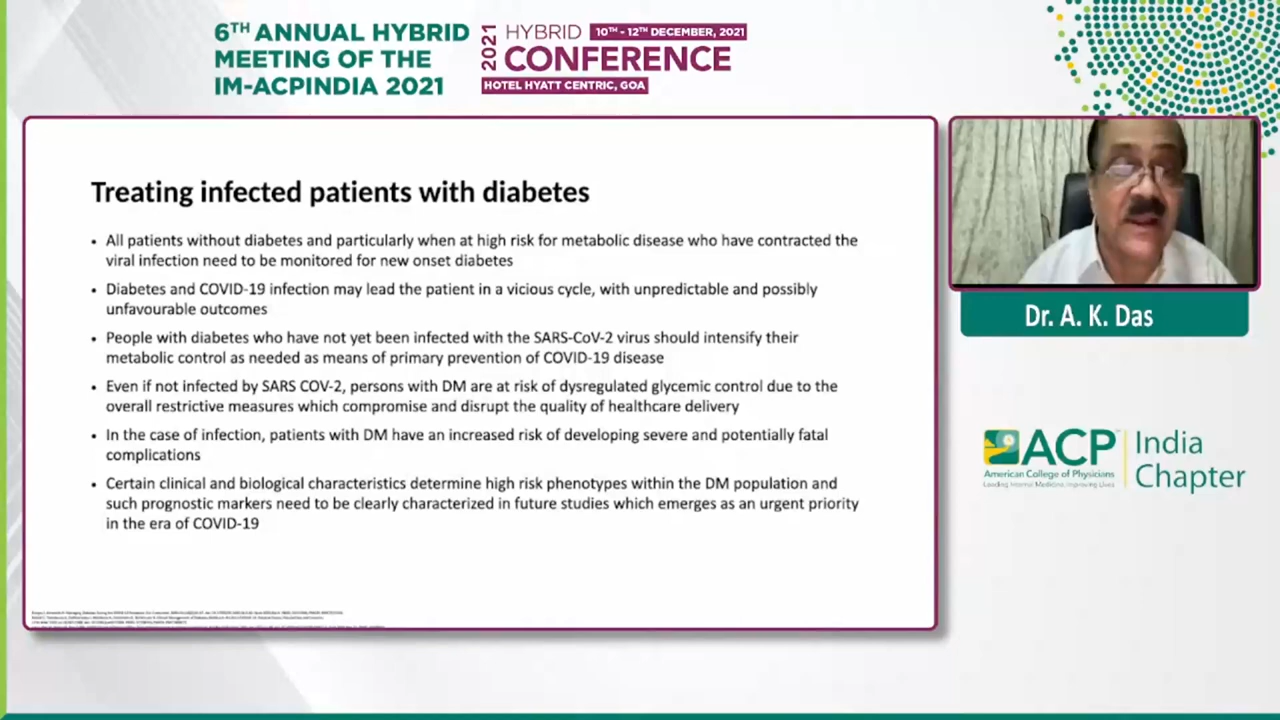 6TH ANNUAL HYBRID
MEETING OF THE
IM-ACPINDIA 2021
2021
HYBRID 10TH - 12TH DECEMBER, 2021
CONFERENCE
HOTEL HYATT CENTRIC, GOA
Treating infected patients with diabetes
• All patients without diabetes and particularly when at high risk for metabolic disease who have contracted the
viral infection need to be monitored for new onset diabetes
• Diabetes and COVID-19 infection may lead the patient in a vicious cycle, with unpredictable and possibly
unfavourable outcomes
• People with diabetes who have not yet been infected with the SARS-CoV-2 virus should intensify their
metabolic control as needed as means of primary prevention of COVID-19 disease
• Even if not infected by SARS COV-2, persons with DM are at risk of dysregulated glycemic control due to the
overall restrictive measures which compromise and disrupt the quality of healthcare delivery
• In the case of infection, patients with DM have an increased risk of developing severe and potentially fatal
complications
• Certain clinical and biological characteristics determine high risk phenotypes within the DM population and
such prognostic markers need to be clearly characterized in future studies which emerges as an urgent priority
in the era of COVID-19
Dr. A. K. Das
ACP
American College of Physicians
Leading Internal Medicine, Improving Lives
India
Chapter